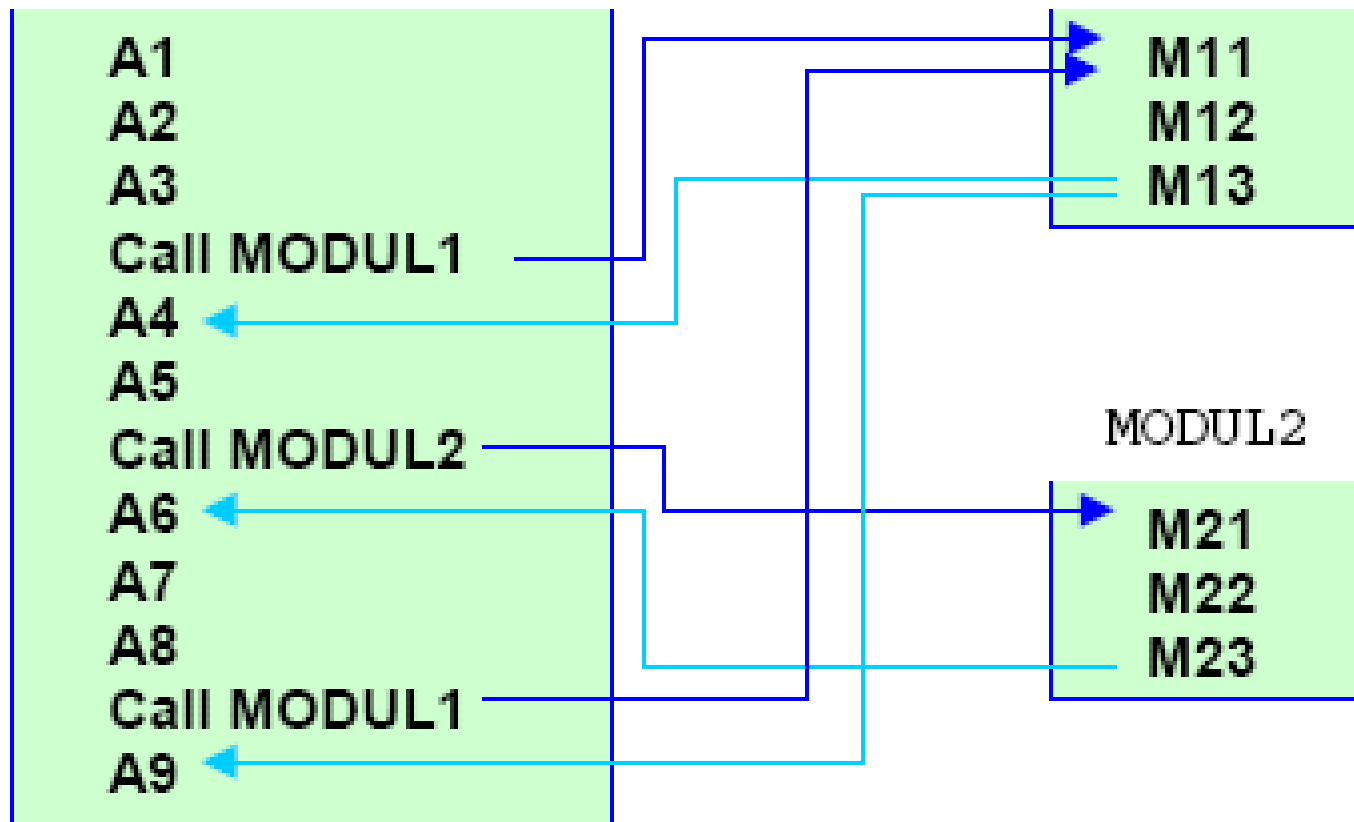 A1
A2
A3
Call MODUL1
A4
A5
Call MODUL2
A6
A7
A8
Call MODUL1
A9
M11
M12
M13
MODUL2
M21
M22
M23